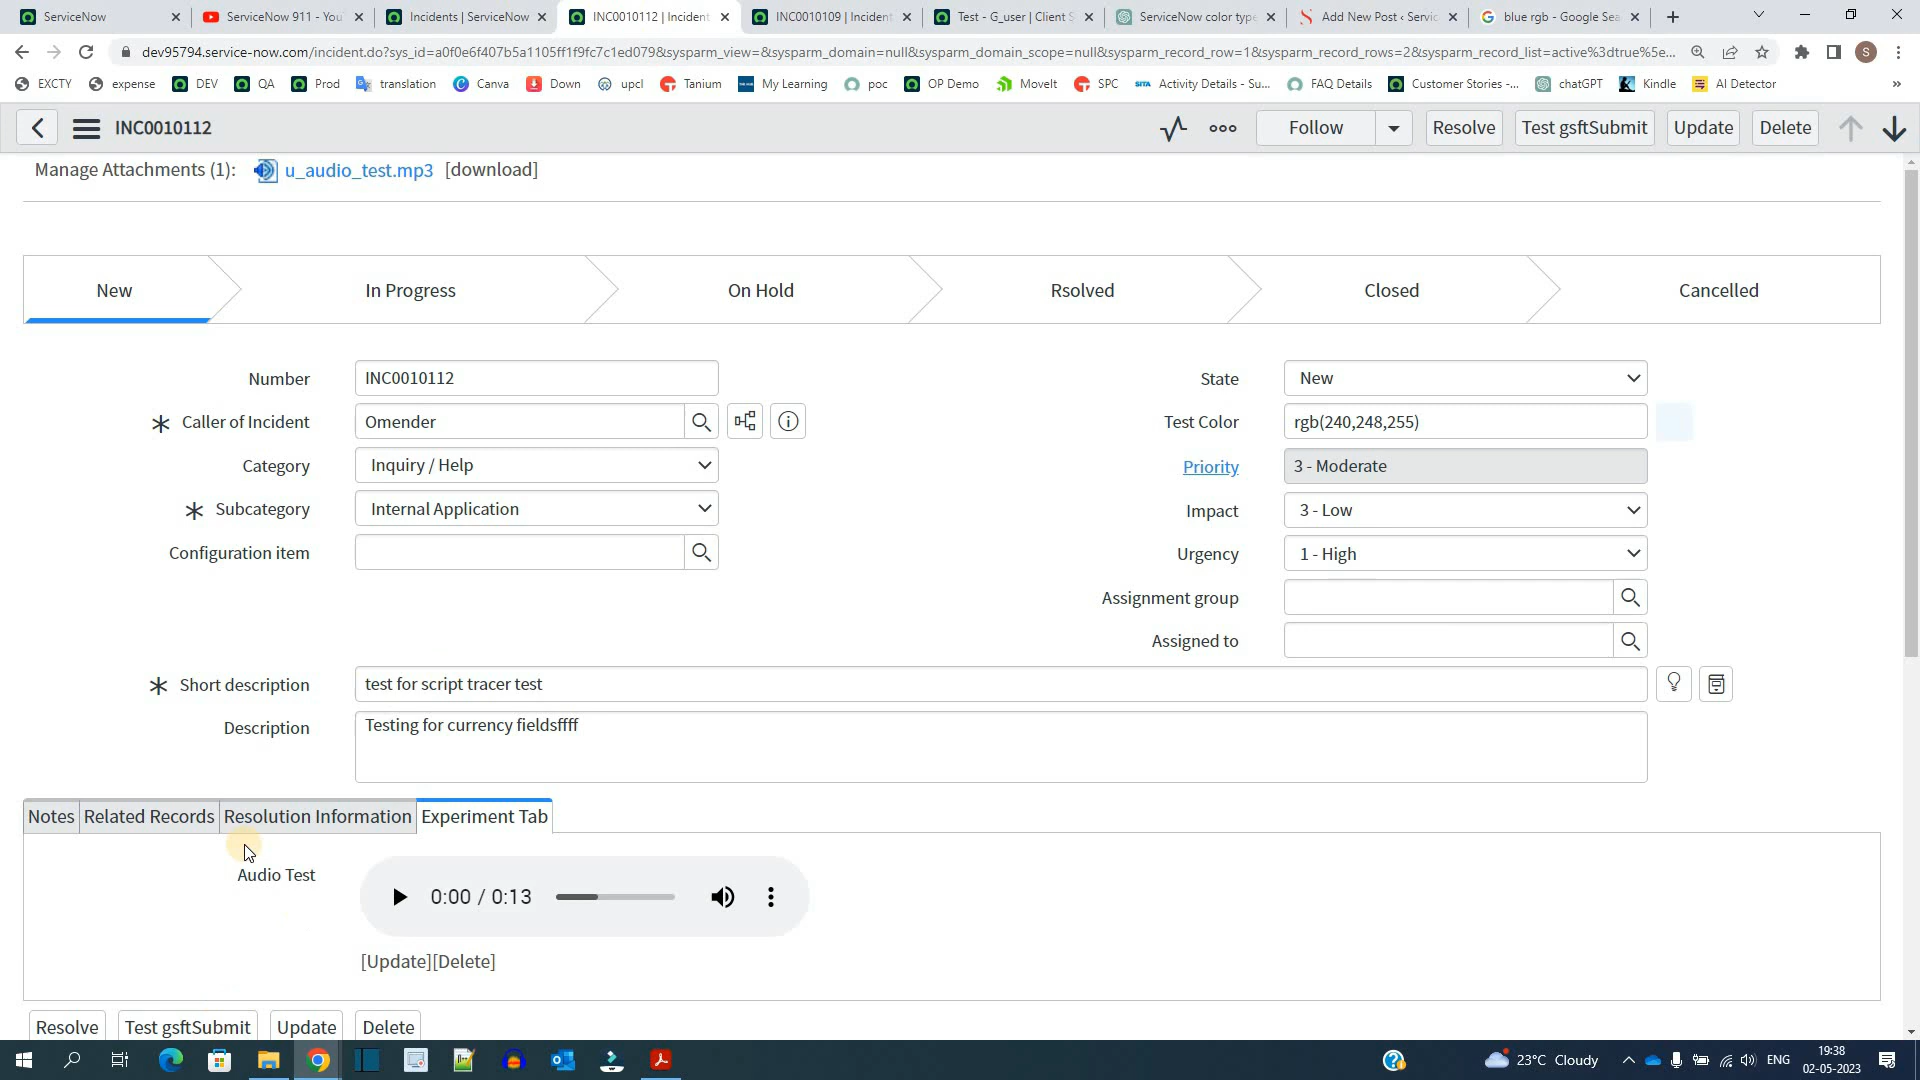 ServiceNow
ServiceNow 911 - You
Incidents | ServiceNow
INC0010112 | Incident
INC0010109 | Incident
Test - G_user | Client S
ServiceNow color type
Add New Post ‹ Servic
blue rgb - Google Sea
dev95794.service-now.com/incident.do?sys_id=a0f0e6f407b5a1105ff1f9fc7c1ed079&sysparm_view=&sysparm_domain=null&sysparm_domain_scope=null&sysparm_record_row=1&sysparm_record_rows=2&sysparm_record_list=active%3dtrue%5e...
EXCTY
expense
DEV
QA
Prod
translation
Canva
Down
upcl
Tanium
My Learning
poc
OP Demo
MoveIt
SPC
SITA
Activity Details - Su...
FAQ Details
Customer Stories -...
chatGPT
Kindle
AI Detector
S
INC0010112
Follow
Resolve
Test gsftSubmit
Update
Delete
Manage Attachments (1): u_audio_test.mp3 [download]
New
In Progress
On Hold
Rsolved
Closed
Cancelled
Number INC0010112
Caller of Incident Omender
Category Inquiry / Help
Subcategory Internal Application
Configuration item
State New
Test Color rgb(240,248,255)
Priority 3 - Moderate
Impact 3 - Low
Urgency 1 - High
Assignment group
Assigned to
Short description test for script tracer test
Description Testing for currency fieldsffff
Notes
Related Records
Resolution Information
Experiment Tab
Audio Test
0:00 / 0:13
[Update][Delete]
Resolve
Test gsftSubmit
Update
Delete
23°C Cloudy
ENG
19:38
02-05-2023